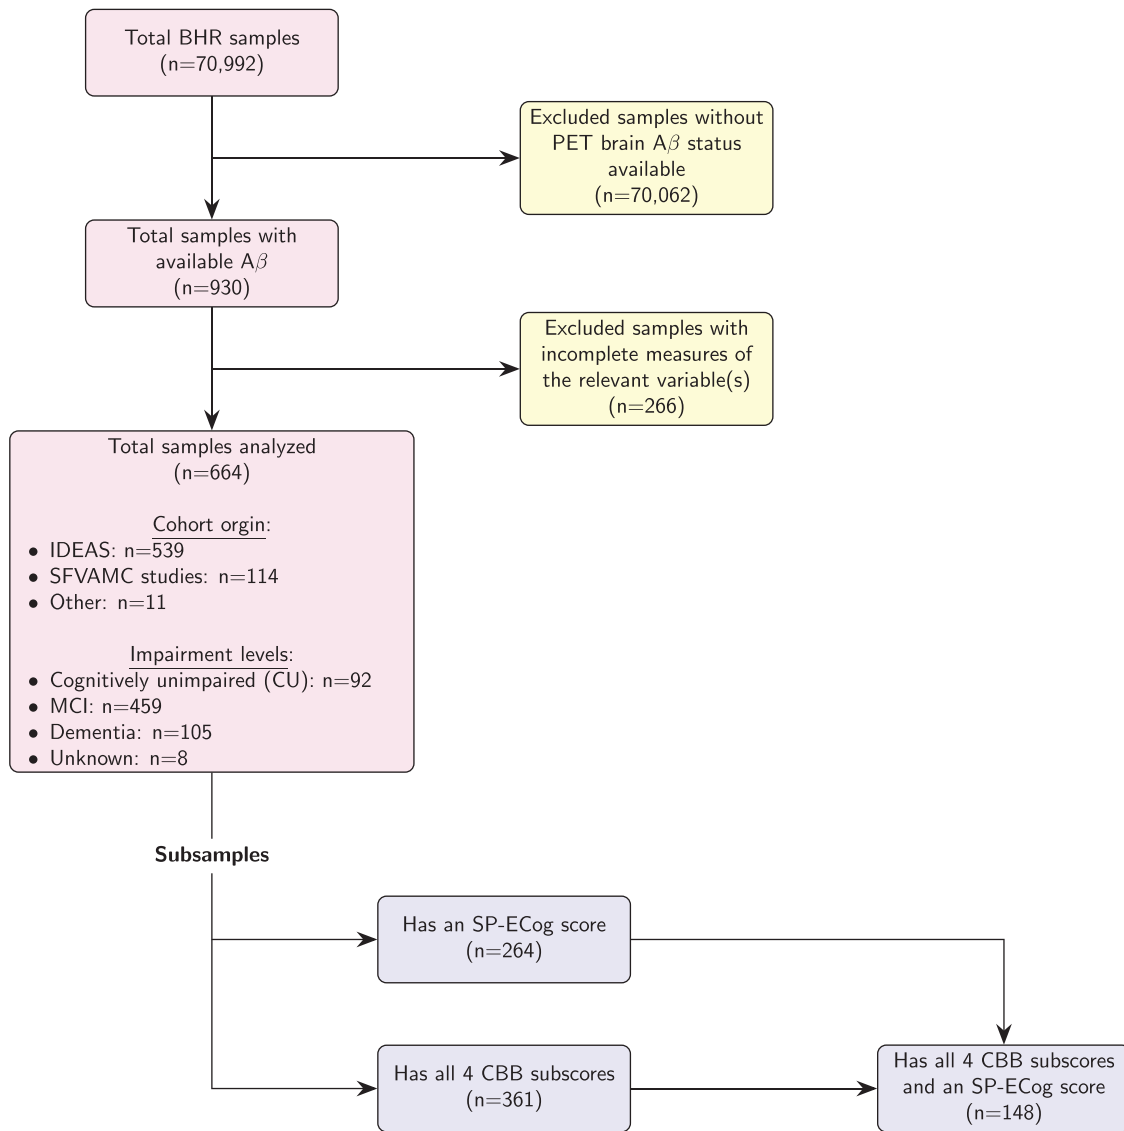 Total BHR samples
(n=70,992)
Excluded samples without
PET brain Aβ status
available
(n=70,062)
Total samples with
available Aβ
(n=930)
Excluded samples with
incomplete measures of
the relevant variable(s)
(n=266)
Total samples analyzed
(n=664)
Cohort orgin:
• IDEAS: n=539
• SFVAMC studies: n=114
• Other: n=11
Impairment levels:
• Cognitively unimpaired (CU): n=92
• MCI: n=459
• Dementia: n=105
• Unknown: n=8
Subsamples
Has an SP-ECog score
(n=264)
Has all 4 CBB subscores
(n=361)
Has all 4 CBB subscores
and an SP-ECog score
(n=148)